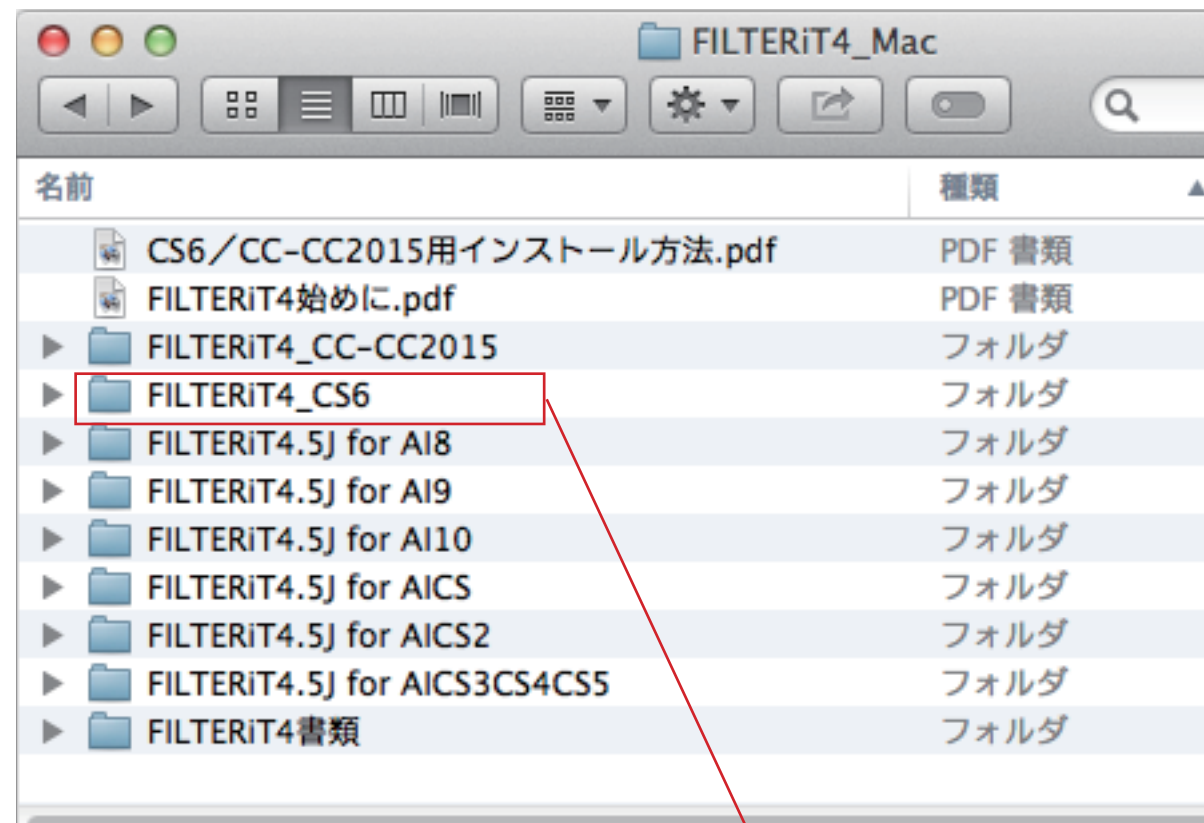 FILTERiT4_Mac
名前 種類
CS6／CC-CC2015用インストール方法.pdf PDF 書類
FILTERiT4始めに.pdf PDF 書類
FILTERiT4_CC-CC2015 フォルダ
FILTERiT4_CS6 フォルダ
FILTERiT4.5J for AI8 フォルダ
FILTERiT4.5J for AI9 フォルダ
FILTERiT4.5J for AI10 フォルダ
FILTERiT4.5J for AICS フォルダ
FILTERiT4.5J for AICS2 フォルダ
FILTERiT4.5J for AICS3CS4CS5 フォルダ
FILTERiT4書類 フォルダ